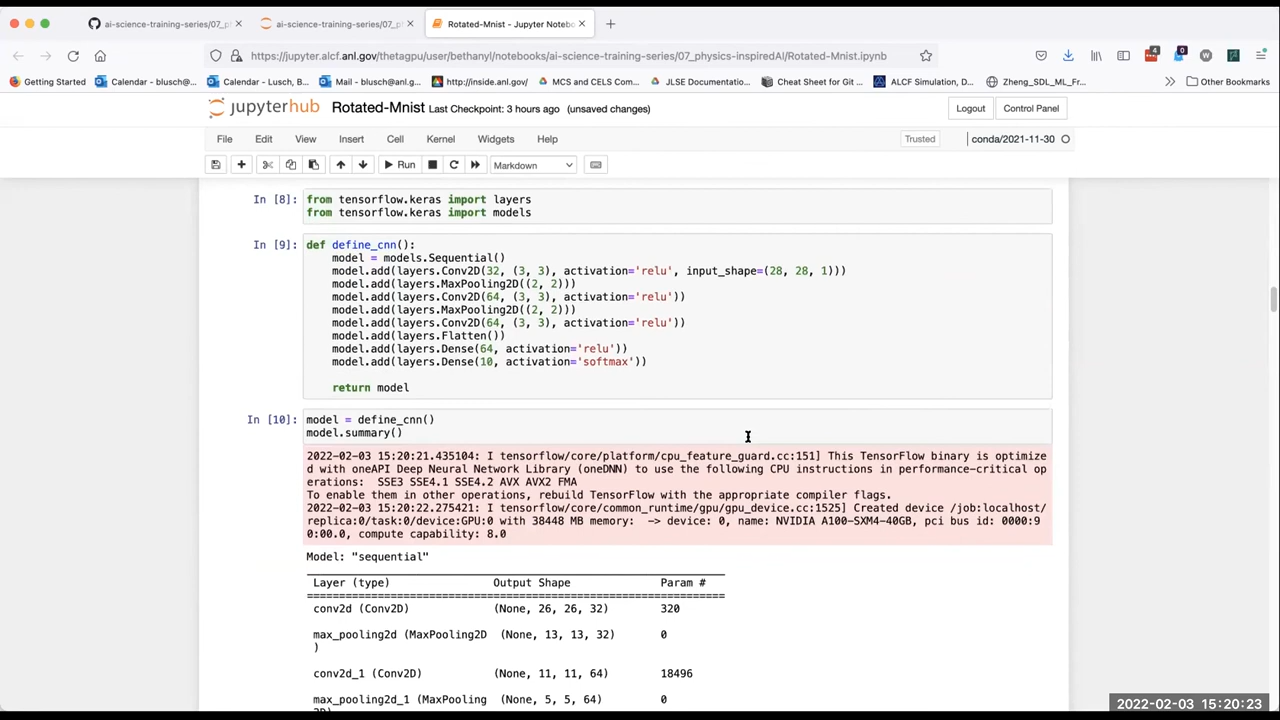 ai-science-training-series/07_p
ai-science-training-series/07_p
Rotated-Mnist - Jupyter Notebo
https://jupyter.alcf.anl.gov/thetagpu/user/bethanyl/notebooks/ai-science-training-series/07_physics-inspiredAI/Rotated-Mnist.ipynb
Getting Started
Calendar – blusch@...
Calendar - Lusch, B...
Mail – blusch@anl.g...
http://inside.anl.gov/
MCS and CELS Com...
JLSE Documentatio...
Cheat Sheet for Git ...
ALCF Simulation, D...
Zheng_SDL_ML_Fr...
Other Bookmarks
jupyterhub Rotated-Mnist Last Checkpoint: 3 hours ago (unsaved changes)
Logout Control Panel
File Edit View Insert Cell Kernel Widgets Help
Trusted
conda/2021-11-30
Run
Markdown
In [8]: from tensorflow.keras import layers
from tensorflow.keras import models
In [9]: def define_cnn():
model = models.Sequential()
model.add(layers.Conv2D(32, (3, 3), activation='relu', input_shape=(28, 28, 1)))
model.add(layers.MaxPooling2D((2, 2)))
model.add(layers.Conv2D(64, (3, 3), activation='relu'))
model.add(layers.MaxPooling2D((2, 2)))
model.add(layers.Conv2D(64, (3, 3), activation='relu'))
model.add(layers.Flatten())
model.add(layers.Dense(64, activation='relu'))
model.add(layers.Dense(10, activation='softmax'))
return model
In [10]: model = define_cnn()
model.summary()
2022-02-03 15:20:21.435104: I tensorflow/core/platform/cpu_feature_guard.cc:151] This TensorFlow binary is optimize
d with oneAPI Deep Neural Network Library (oneDNN) to use the following CPU instructions in performance-critical op
erations:  SSE3 SSE4.1 SSE4.2 AVX AVX2 FMA
To enable them in other operations, rebuild TensorFlow with the appropriate compiler flags.
2022-02-03 15:20:22.275421: I tensorflow/core/common_runtime/gpu/gpu_device.cc:1525] Created device /job:localhost/
replica:0/task:0/device:GPU:0 with 38448 MB memory:  -> device: 0, name: NVIDIA A100-SXM4-40GB, pci bus id: 0000:9
0:00.0, compute capability: 8.0
Model: "sequential"
Layer (type) Output Shape Param #
conv2d (Conv2D) (None, 26, 26, 32) 320
max_pooling2d (MaxPooling2D (None, 13, 13, 32) 0
)
conv2d_1 (Conv2D) (None, 11, 11, 64) 18496
max_pooling2d_1 (MaxPooling (None, 5, 5, 64) 0
2022-02-03 15:20:23